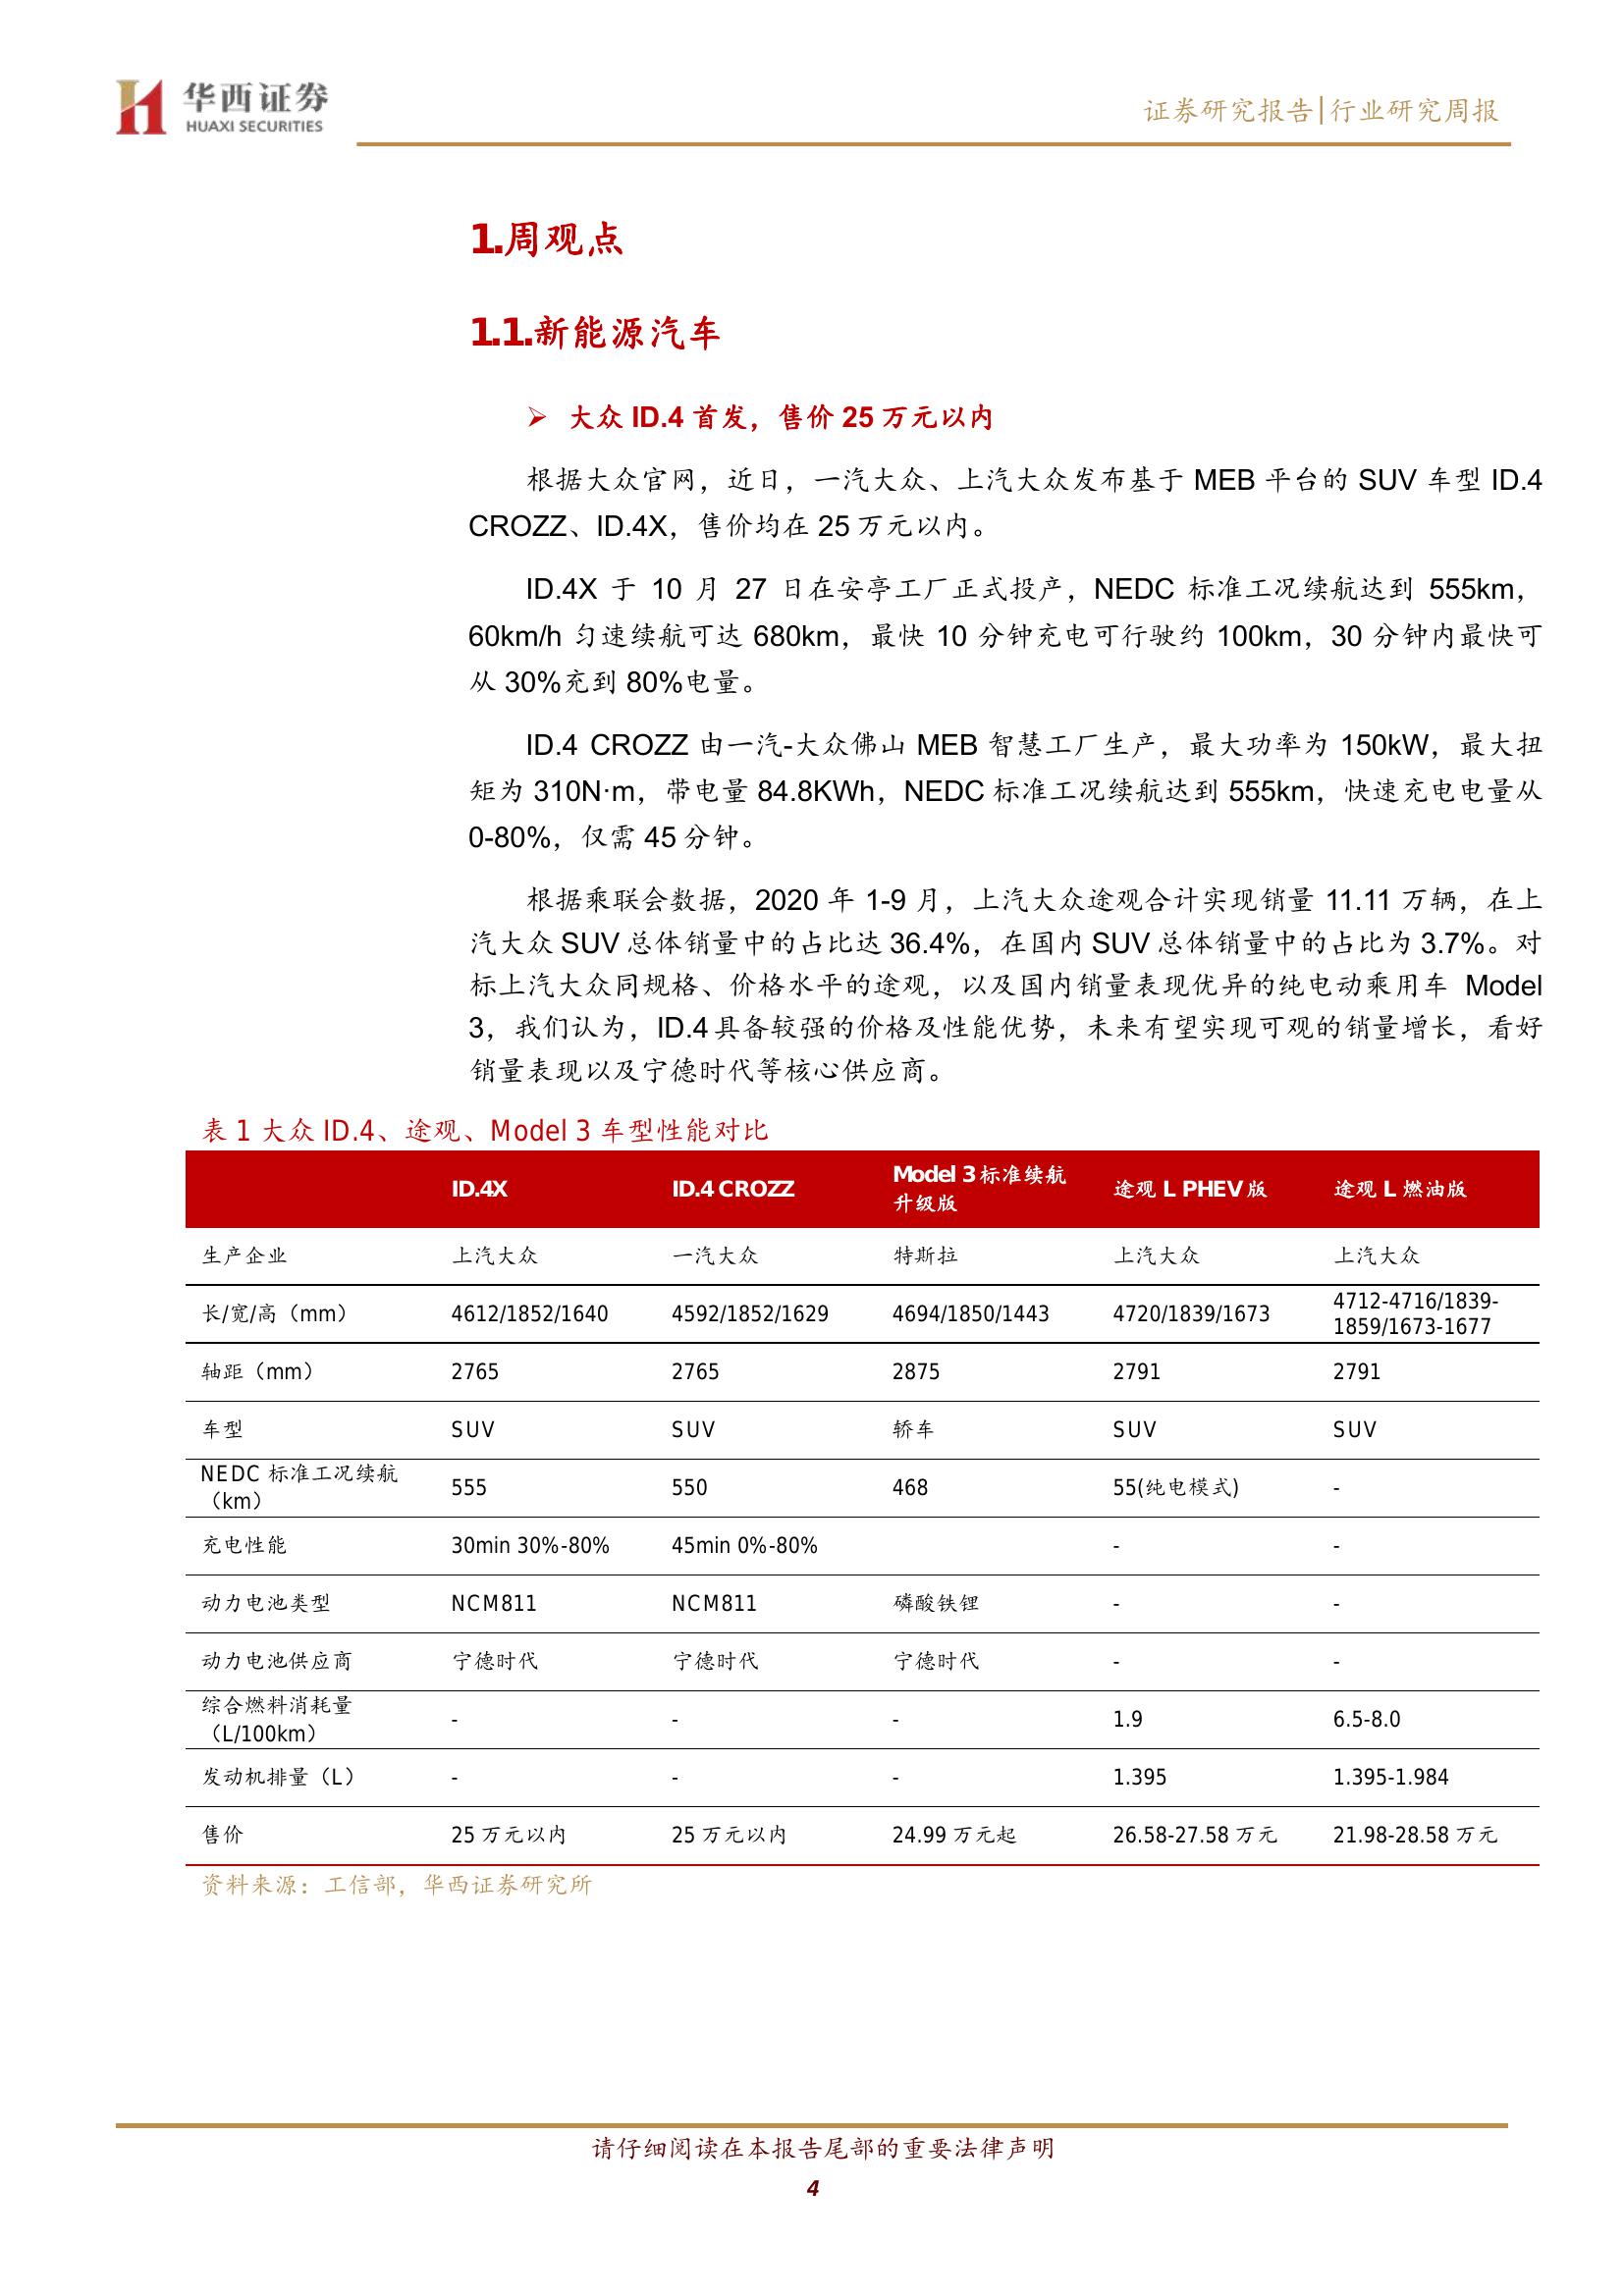 华西证券
HUAXI SECURITIES
证券研究报告|行业研究周报
1.周观点
1.1.新能源汽车
➢ 大众 ID.4 首发，售价 25 万元以内
根据大众官网，近日，一汽大众、上汽大众发布基于 MEB 平台的 SUV 车型 ID.4
CROZZ、ID.4X，售价均在 25 万元以内。
ID.4X 于 10 月 27 日在安亭工厂正式投产，NEDC 标准工况续航达到 555km，
60km/h 匀速续航可达 680km，最快 10 分钟充电可行驶约 100km，30 分钟内最快可
从 30%充到 80%电量。
ID.4 CROZZ 由一汽-大众佛山 MEB 智慧工厂生产，最大功率为 150kW，最大扭
矩为 310N·m，带电量 84.8KWh，NEDC 标准工况续航达到 555km，快速充电电量从
0-80%，仅需 45 分钟。
根据乘联会数据，2020 年 1-9 月，上汽大众途观合计实现销量 11.11 万辆，在上
汽大众 SUV 总体销量中的占比达 36.4%，在国内 SUV 总体销量中的占比为 3.7%。对
标上汽大众同规格、价格水平的途观，以及国内销量表现优异的纯电动乘用车 Model
3，我们认为，ID.4 具备较强的价格及性能优势，未来有望实现可观的销量增长，看好
销量表现以及宁德时代等核心供应商。
表 1 大众 ID.4、途观、Model 3 车型性能对比
ID.4X ID.4 CROZZ Model 3 标准续航 途观 L PHEV 版 途观 L 燃油版
升级版
生产企业 上汽大众 一汽大众 特斯拉 上汽大众 上汽大众
长/宽/高（mm） 4612/1852/1640 4592/1852/1629 4694/1850/1443 4720/1839/1673 4712-4716/1839-
1859/1673-1677
轴距（mm） 2765 2765 2875 2791 2791
车型 SUV SUV 轿车 SUV SUV
NEDC 标准工况续航
（km） 555 550 468 55(纯电模式) -
充电性能 30min 30%-80% 45min 0%-80% - -
动力电池类型 NCM811 NCM811 磷酸铁锂 - -
动力电池供应商 宁德时代 宁德时代 宁德时代 - -
综合燃料消耗量
（L/100km） - - - 1.9 6.5-8.0
发动机排量（L） - - - 1.395 1.395-1.984
售价 25 万元以内 25 万元以内 24.99 万元起 26.58-27.58 万元 21.98-28.58 万元
资料来源：工信部，华西证券研究所
请仔细阅读在本报告尾部的重要法律声明
4